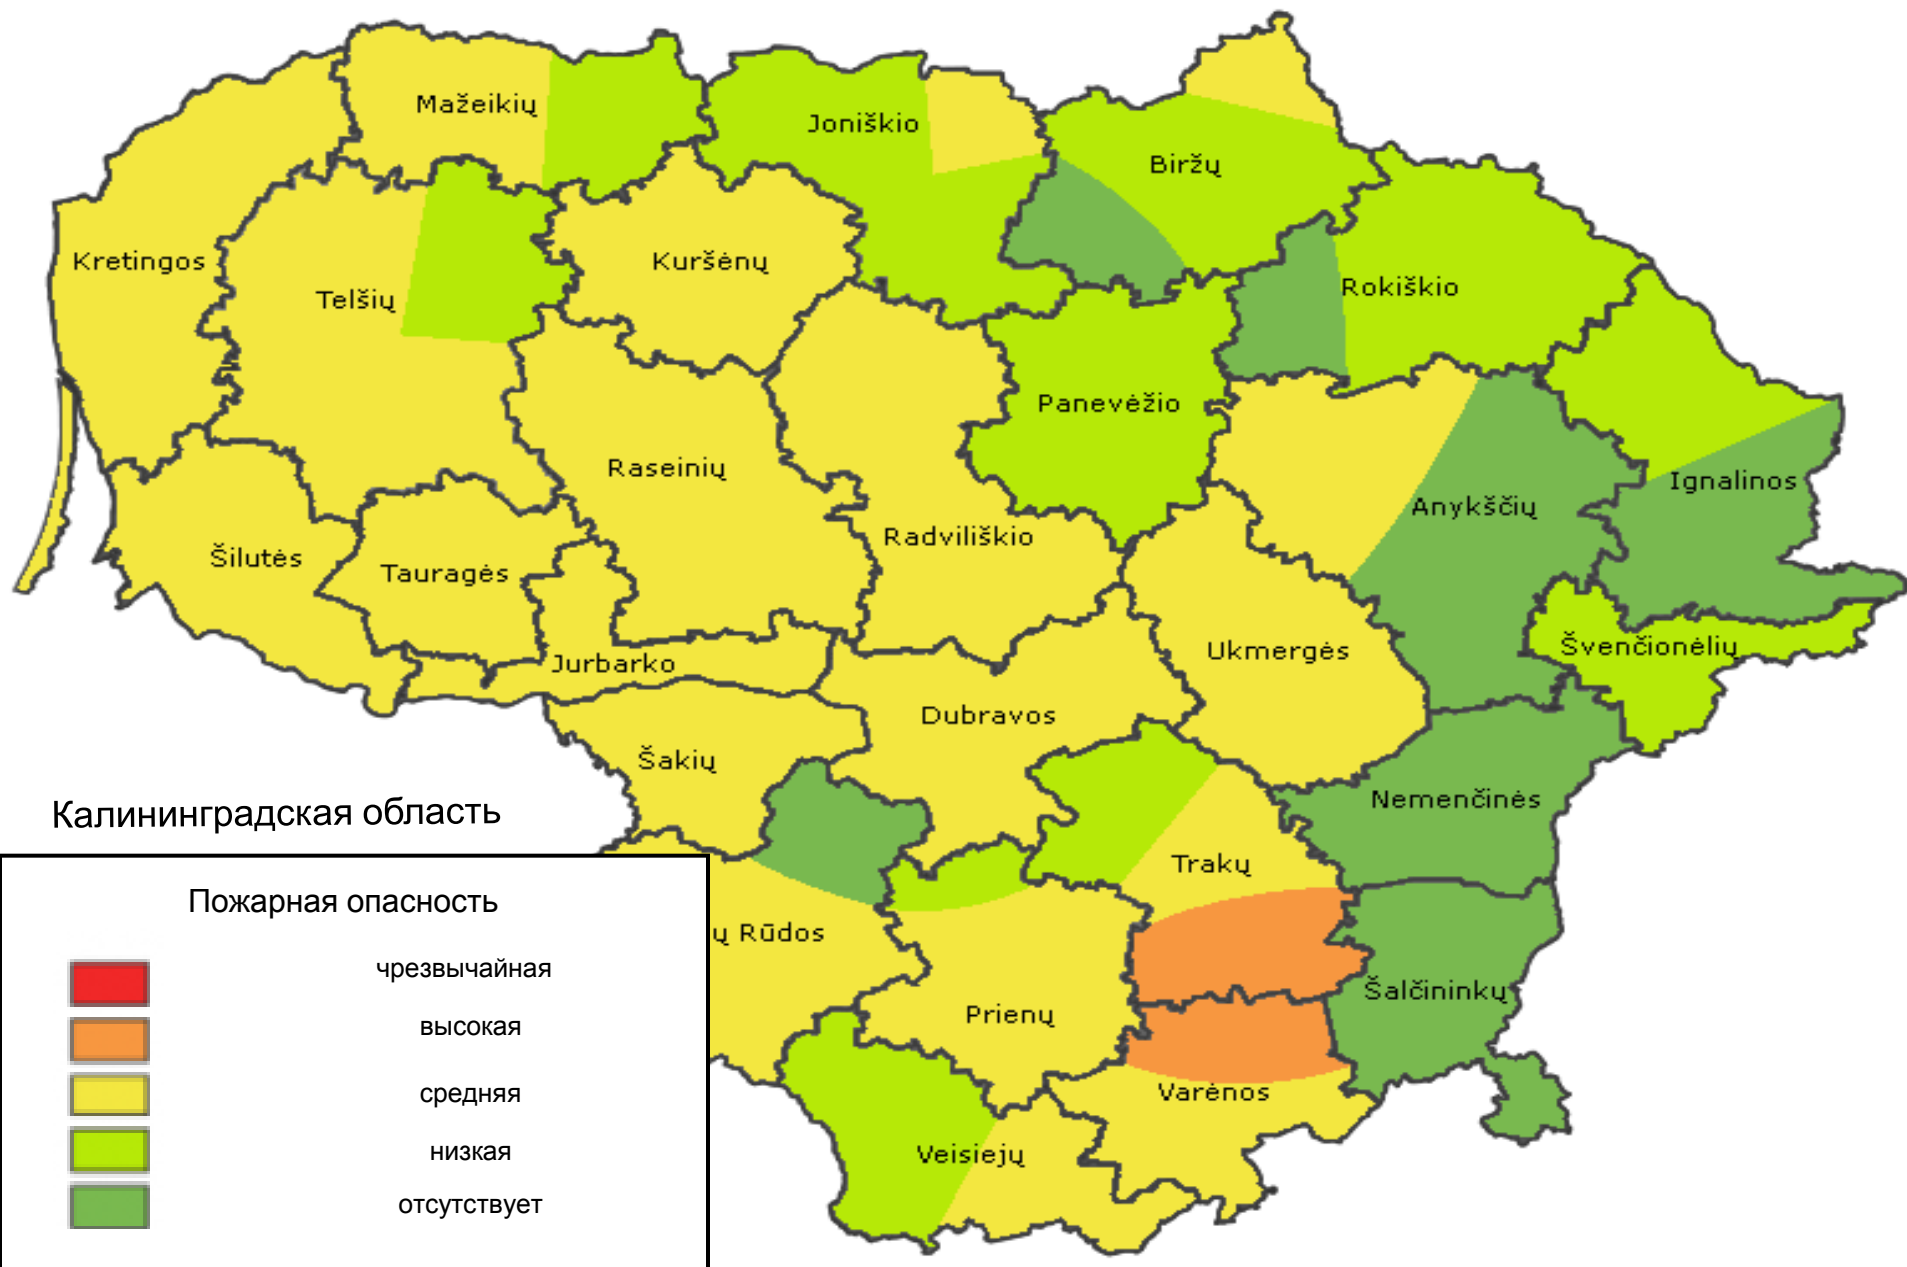 Mažeikių
Joniškio
Biržų
Kretingos
Telšių
Kuršėnų
Rokiškio
Panevėžio
Raseinių
Ignalinos
Anykščių
Radviliškio
Šilutės
Tauragės
Jurbarko
Ukmergės
Švenčionėlių
Dubravos
Šakių
Nemenčinės
Калининградская область
Trakų
ų Rūdos
Šalčininkų
Prienų
Varėnos
Veisiejų
Пожарная опасность
чрезвычайная
высокая
средняя
низкая
отсутствует